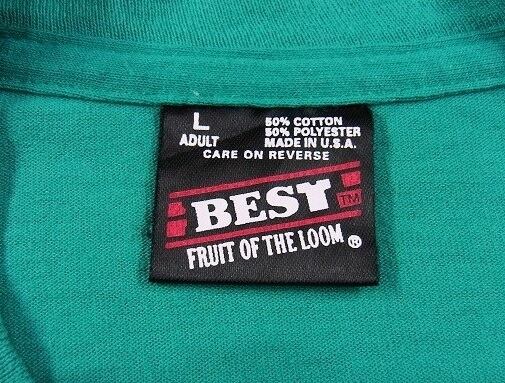 L
ADULT
50% COTTON
50% POLYESTER
MADE IN U.S.A.
CARE ON REVERSE
BEST TM
FRUIT OF THE LOOM ®